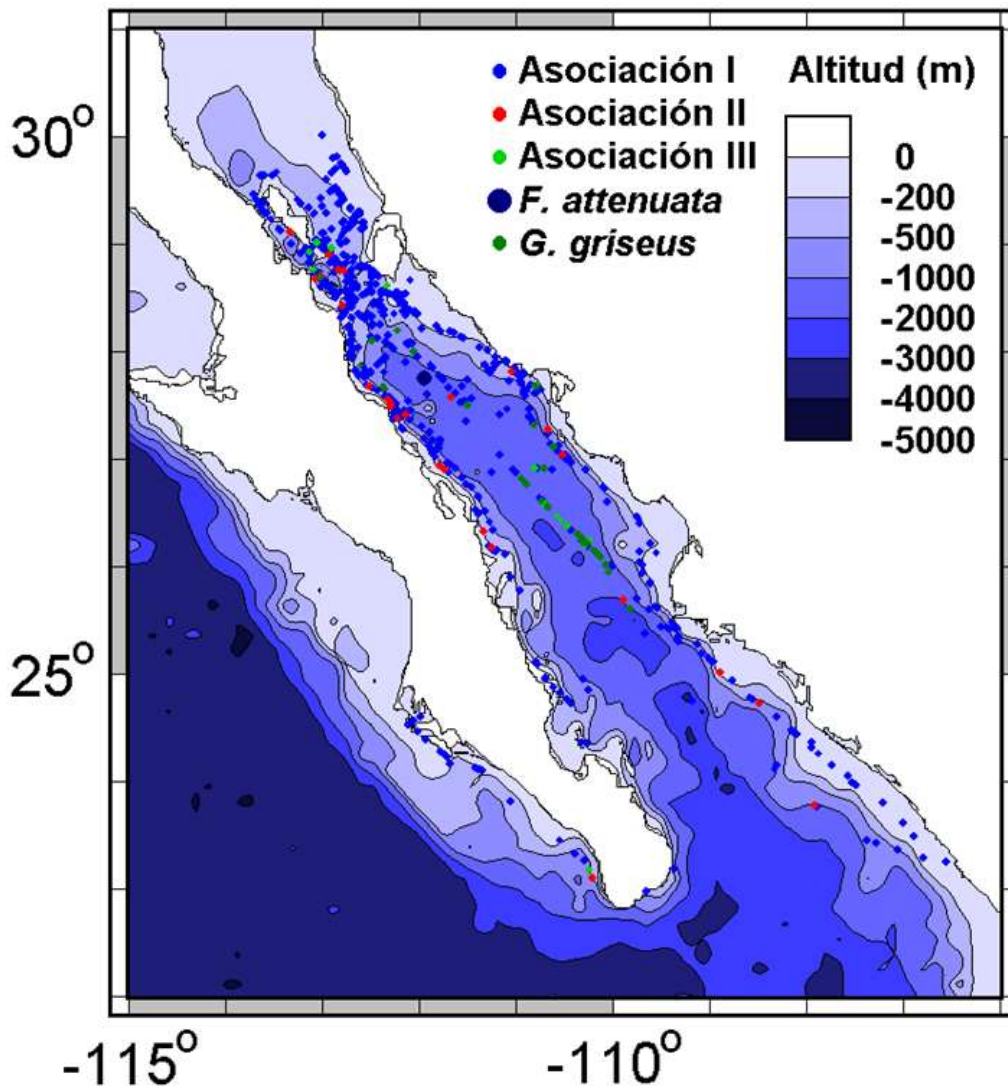 Asociación I
Asociación II
Asociación III
F. attenuata
G. griseus
Altitud (m)
0
-200
-500
-1000
-2000
-3000
-4000
-5000
30°
25°
-115°
-110°